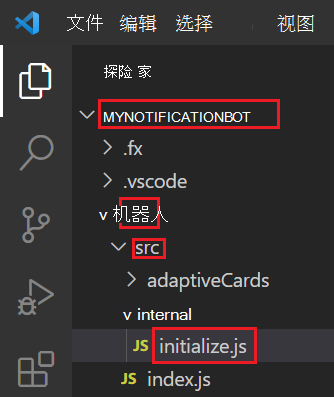 文件 编辑 選择 视图
探险 家
MYNOTIFICATIONBOT
.fx
.vscode
v 机器人
src
adaptiveCards
v internal
JS initialize.js
JS index.js